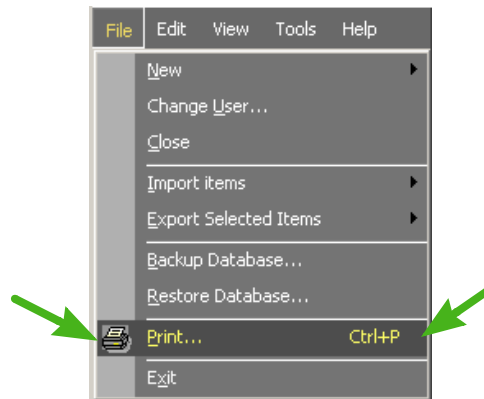 File Edit View Tools Help
New
Change User...
Close
Import items
Export Selected Items
Backup Database...
Restore Database...
Print... Ctrl+P
Exit